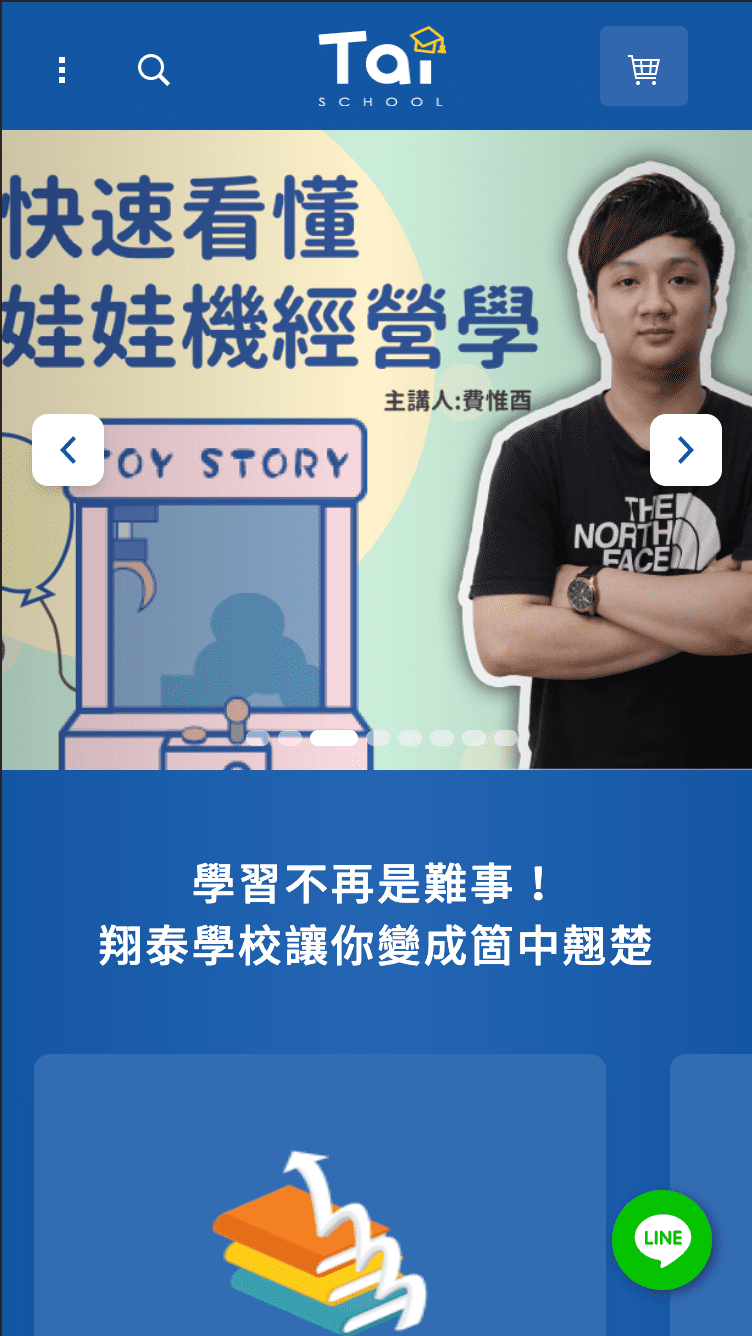 Tai
SCHOOL
快速看懂
娃娃機經營學
主講人:費惟酉
TOY STORY
THE
NORTH
FACE
學習不再是難事！
翔泰學校讓你變成箇中翹楚
LINE